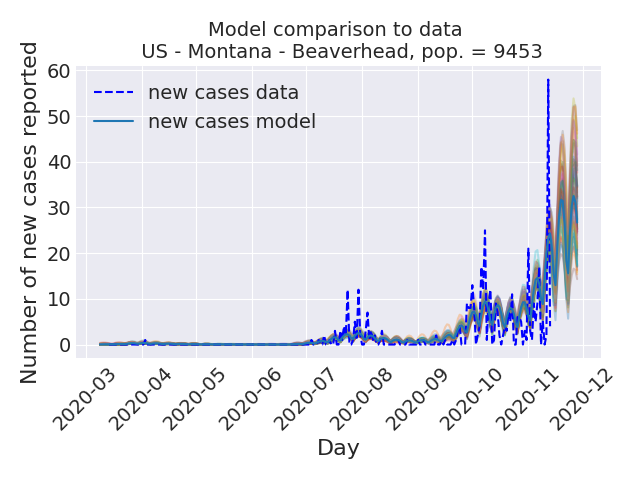 Model comparison to data
US - Montana - Beaverhead, pop. = 9453
Number of new cases reported
60
50
40
30
20
10
0
new cases data
new cases model
2020-03
2020-04
2020-05
2020-06
2020-07
2020-08
2020-09
2020-10
2020-11
2020-12
Day